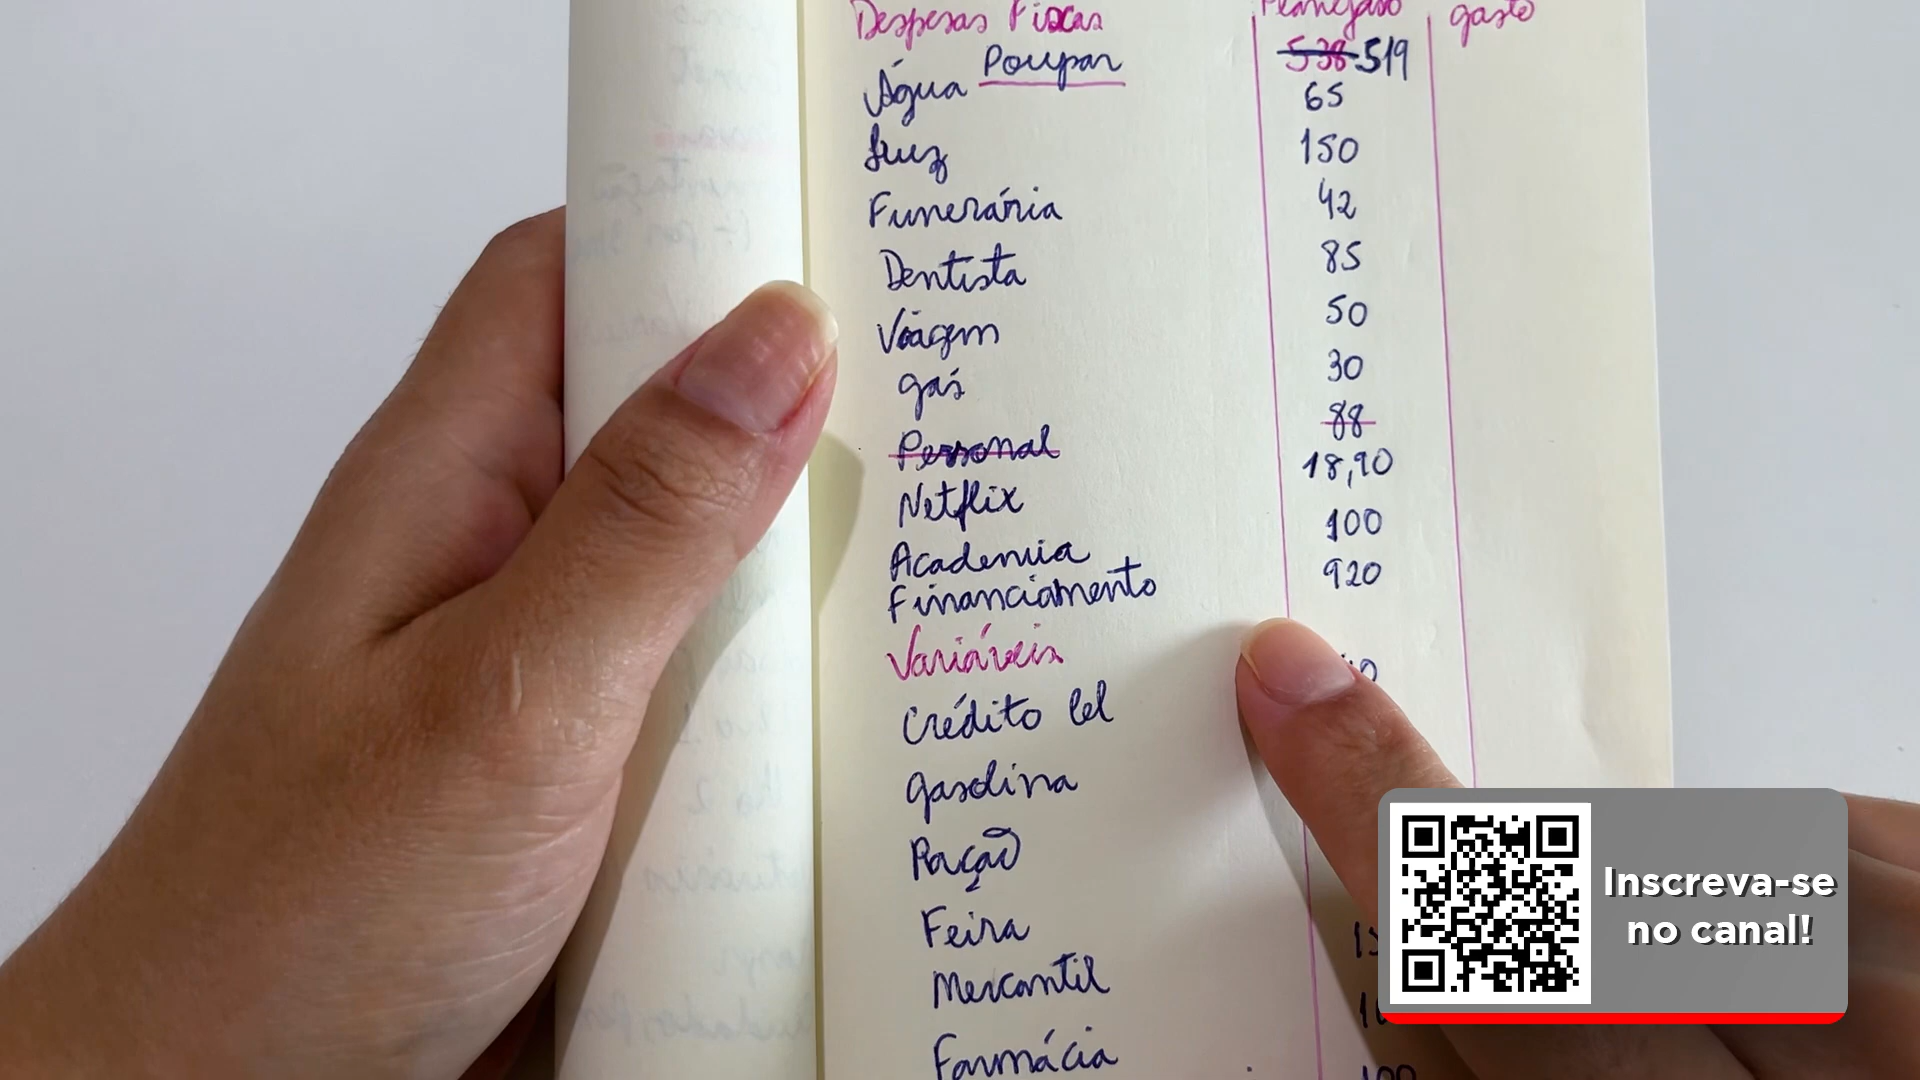 Despesas Fixas Planejado gasto
Poupar 538 519
Água 65
Luz 150
Funerária 42
Dentista 85
Viagem 50
gás 30
Personal 88
Netflix 18,90
Academia 100
Financiamento 920
Variáveis
Crédito Cel
gasolina
Ração
Feira
Mercantil
Farmácia 100
Inscreva-se
no canal!